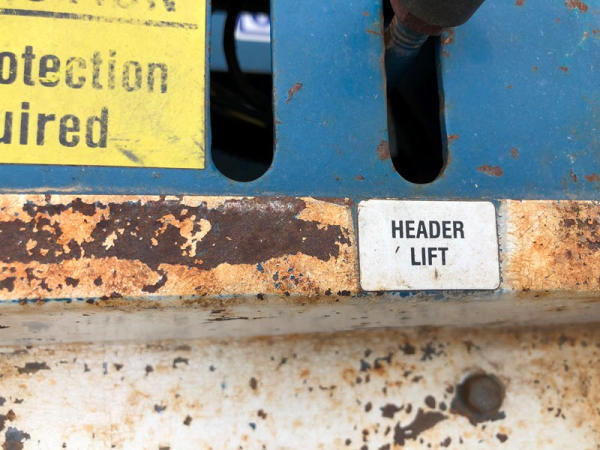 otection
uired
HEADER
LIFT